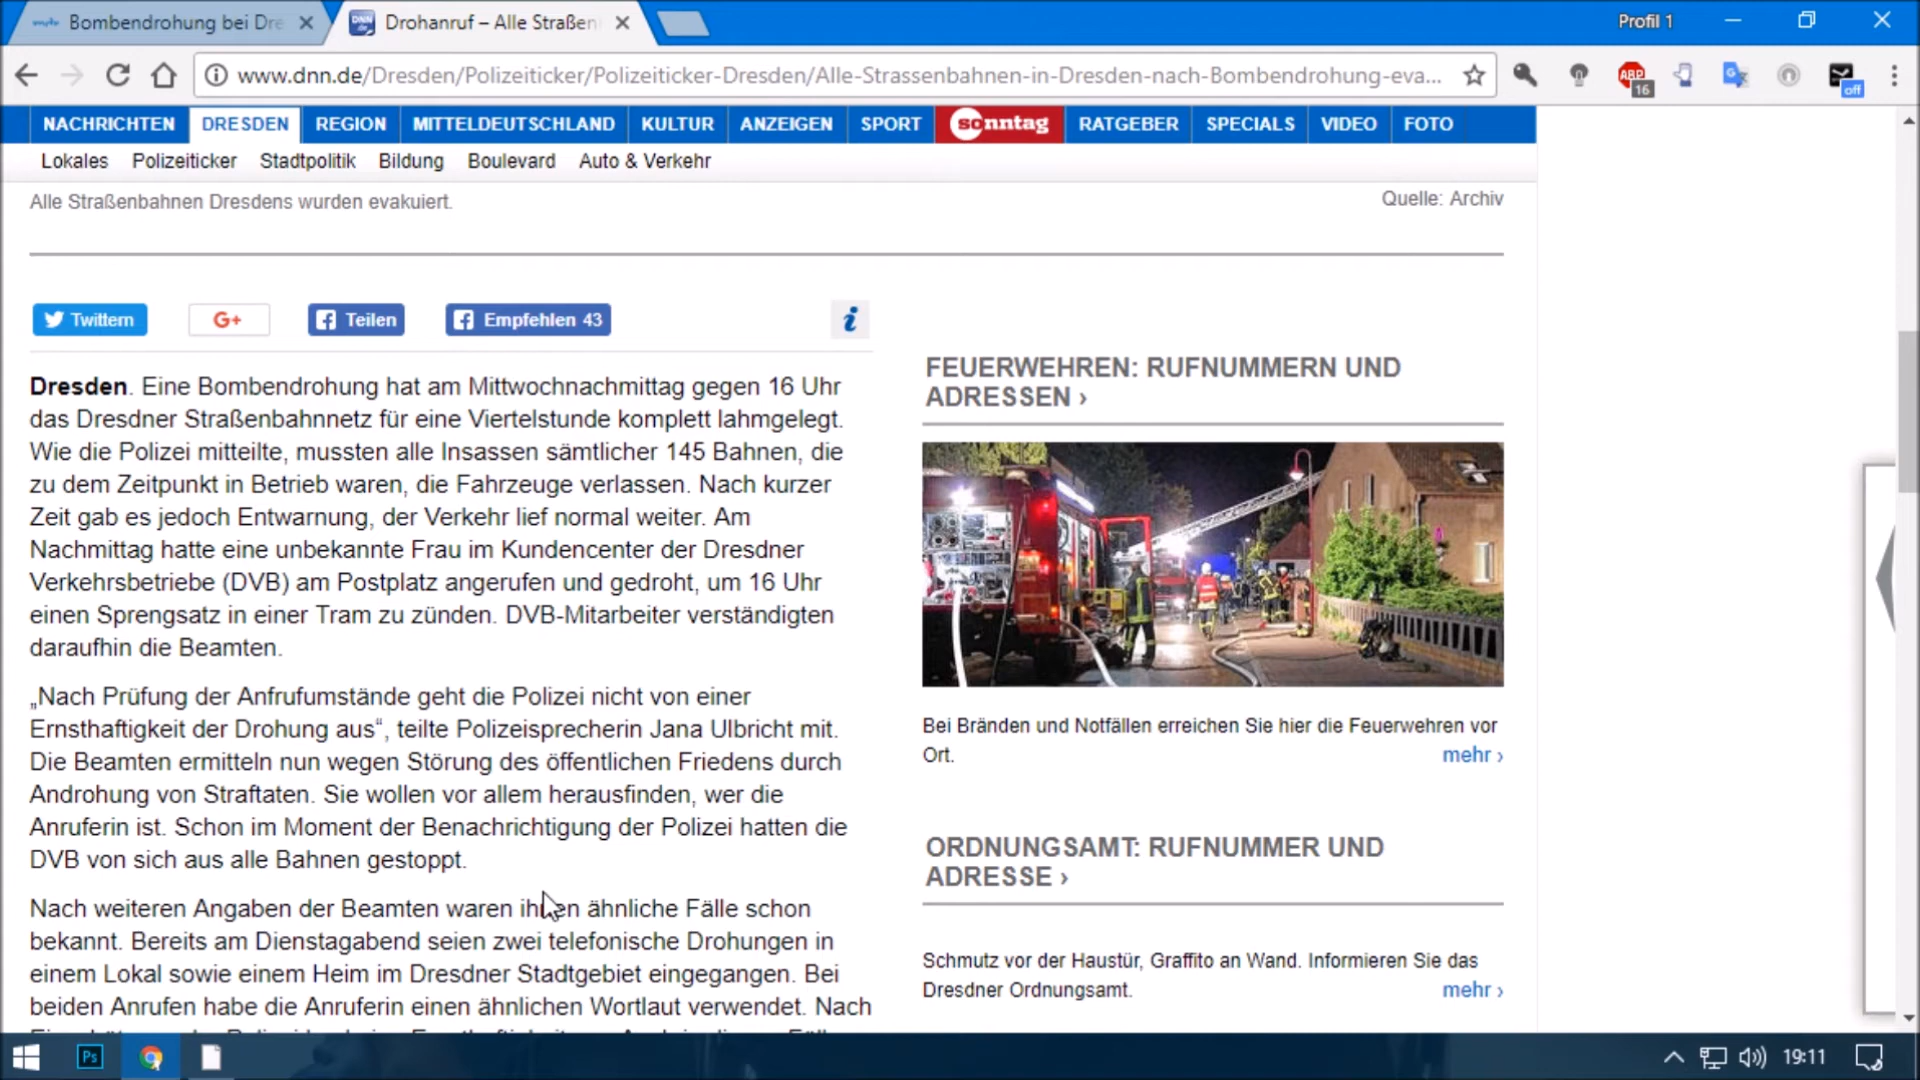 Bombendrohung bei Dre
Drohanruf – Alle Straßen
Profil 1
www.dnn.de/Dresden/Polizeiticker/Polizeiticker-Dresden/Alle-Strassenbahnen-in-Dresden-nach-Bombendrohung-eva...
ABP
16
off
NACHRICHTEN DRESDEN REGION MITTELDEUTSCHLAND KULTUR ANZEIGEN SPORT sonntag RATGEBER SPECIALS VIDEO FOTO
Lokales Polizeiticker Stadtpolitik Bildung Boulevard Auto & Verkehr
Alle Straßenbahnen Dresdens wurden evakuiert.
Quelle: Archiv
Twittern G+ Teilen Empfehlen 43 i
Dresden. Eine Bombendrohung hat am Mittwochnachmittag gegen 16 Uhr
das Dresdner Straßenbahnnetz für eine Viertelstunde komplett lahmgelegt.
Wie die Polizei mitteilte, mussten alle Insassen sämtlicher 145 Bahnen, die
zu dem Zeitpunkt in Betrieb waren, die Fahrzeuge verlassen. Nach kurzer
Zeit gab es jedoch Entwarnung, der Verkehr lief normal weiter. Am
Nachmittag hatte eine unbekannte Frau im Kundencenter der Dresdner
Verkehrsbetriebe (DVB) am Postplatz angerufen und gedroht, um 16 Uhr
einen Sprengsatz in einer Tram zu zünden. DVB-Mitarbeiter verständigten
daraufhin die Beamten.
„Nach Prüfung der Anfrufumstände geht die Polizei nicht von einer
Ernsthaftigkeit der Drohung aus“, teilte Polizeisprecherin Jana Ulbricht mit.
Die Beamten ermitteln nun wegen Störung des öffentlichen Friedens durch
Androhung von Straftaten. Sie wollen vor allem herausfinden, wer die
Anruferin ist. Schon im Moment der Benachrichtigung der Polizei hatten die
DVB von sich aus alle Bahnen gestoppt.
Nach weiteren Angaben der Beamten waren ihnen ähnliche Fälle schon
bekannt. Bereits am Dienstagabend seien zwei telefonische Drohungen in
einem Lokal sowie einem Heim im Dresdner Stadtgebiet eingegangen. Bei
beiden Anrufen habe die Anruferin einen ähnlichen Wortlaut verwendet. Nach
FEUERWEHREN: RUFNUMMERN UND
ADRESSEN ›
Bei Bränden und Notfällen erreichen Sie hier die Feuerwehren vor
Ort.
mehr ›
ORDNUNGSAMT: RUFNUMMER UND
ADRESSE ›
Schmutz vor der Haustür, Graffito an Wand. Informieren Sie das
Dresdner Ordnungsamt.
mehr ›
Ps
19:11